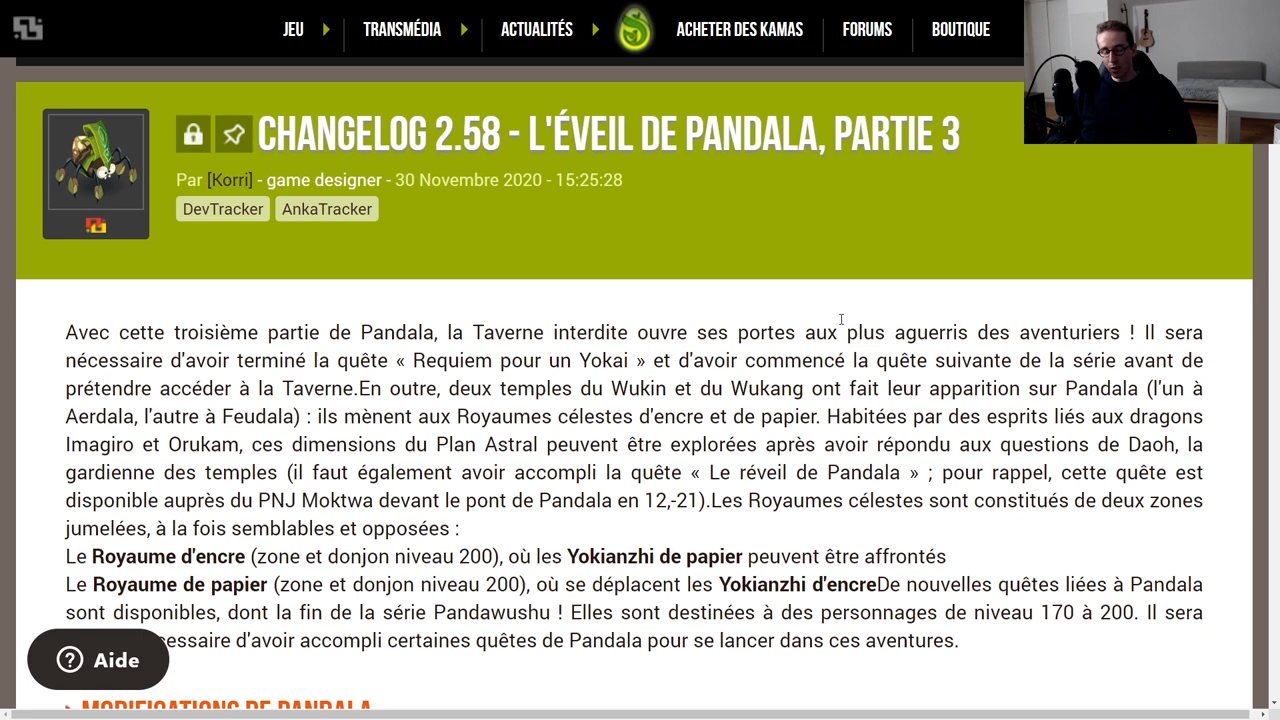 JEU TRANSMÉDIA ACTUALITÉS ACHETER DES KAMAS FORUMS BOUTIQUE
CHANGELOG 2.58 - L'ÉVEIL DE PANDALA, PARTIE 3
Par [Korri] - game designer - 30 Novembre 2020 - 15:25:28
DevTracker AnkaTracker
Avec cette troisième partie de Pandala, la Taverne interdite ouvre ses portes aux plus aguerris des aventuriers ! Il sera
nécessaire d'avoir terminé la quête « Requiem pour un Yokai » et d'avoir commencé la quête suivante de la série avant de
prétendre accéder à la Taverne.En outre, deux temples du Wukin et du Wukang ont fait leur apparition sur Pandala (l'un à
Aerdala, l'autre à Feudala) : ils mènent aux Royaumes célestes d'encre et de papier. Habitées par des esprits liés aux dragons
Imagiro et Orukam, ces dimensions du Plan Astral peuvent être explorées après avoir répondu aux questions de Daoh, la
gardienne des temples (il faut également avoir accompli la quête « Le réveil de Pandala » ; pour rappel, cette quête est
disponible auprès du PNJ Moktwa devant le pont de Pandala en 12,-21).Les Royaumes célestes sont constitués de deux zones
jumelées, à la fois semblables et opposées :
Le Royaume d'encre (zone et donjon niveau 200), où les Yokianzhi de papier peuvent être affrontés
Le Royaume de papier (zone et donjon niveau 200), où se déplacent les Yokianzhi d'encreDe nouvelles quêtes liées à Pandala
sont disponibles, dont la fin de la série Pandawushu ! Elles sont destinées à des personnages de niveau 170 à 200. Il sera
cessaire d'avoir accompli certaines quêtes de Pandala pour se lancer dans ces aventures.
Aide
MODIFICATIONS DE PANDALA